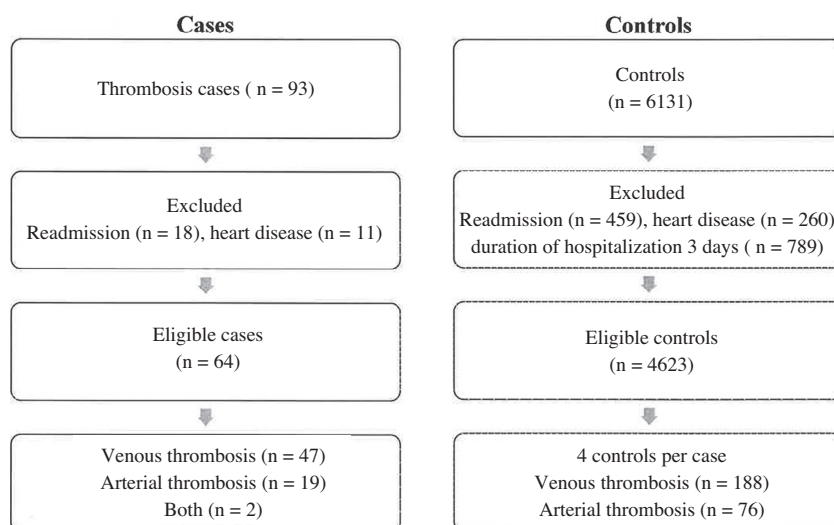 Cases
Thrombosis cases ( n = 93)
Excluded
Readmission (n = 18), heart disease (n = 11)
Eligible cases
(n = 64)
Venous thrombosis (n = 47)
Arterial thrombosis (n = 19)
Both (n = 2)
Controls
Controls
(n = 6131)
Excluded
Readmission (n = 459), heart disease (n = 260)
duration of hospitalization 3 days ( n = 789)
Eligible controls
(n = 4623)
4 controls per case
Venous thrombosis (n = 188)
Arterial thrombosis (n = 76)